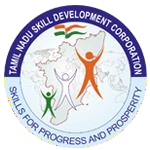 TAMIL NADU SKILL DEVELOPMENT CORPORATION
SKILLS FOR PROGRESS AND PROSPERITY